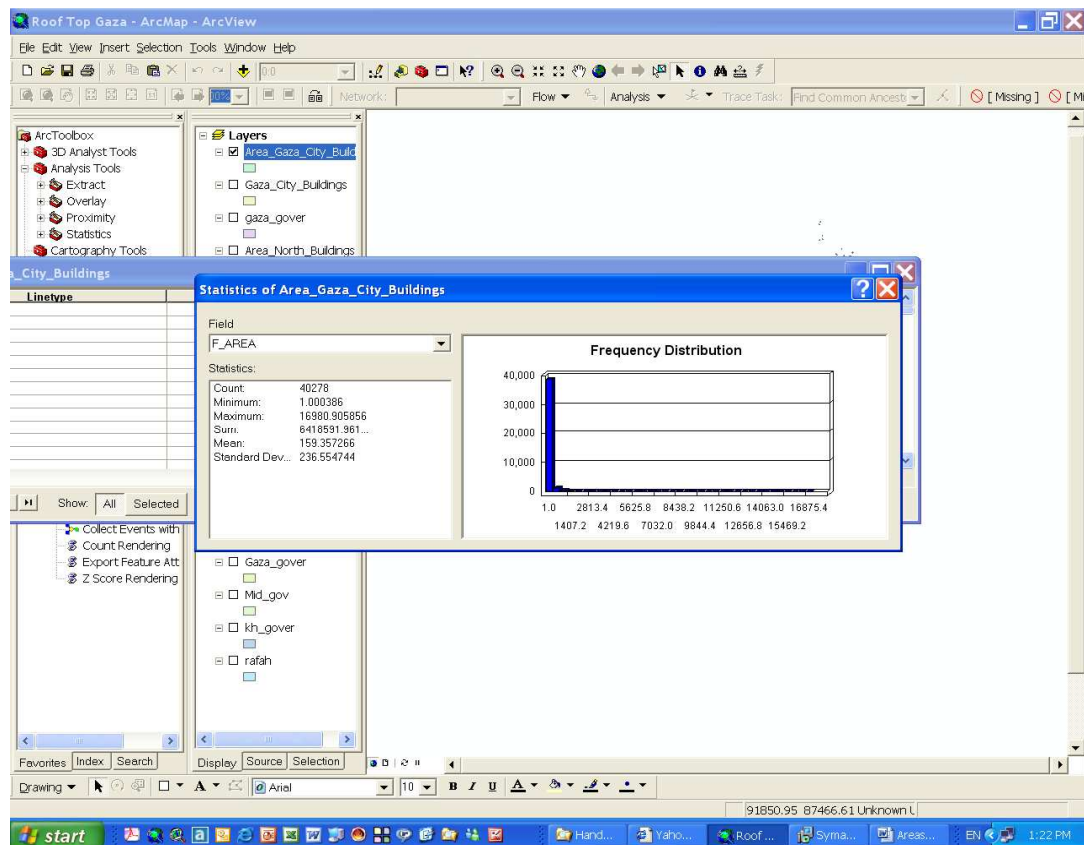 Roof Top Gaza - ArcMap - ArcView
File Edit View Insert Selection Tools Window Help
0:0
Network: Flow Analysis Trace Task: Find Common Ancest [ Missing ] [ M
ArcToolbox
3D Analyst Tools
Analysis Tools
Extract
Overlay
Proximity
Statistics
Cartography Tools
Layers
Area_Gaza_City_Build
Gaza_City_Buildings
gaza_gover
Area_North_Buildings
a_City_Buildings
Linetype
Statistics of Area_Gaza_City_Buildings
Field
F_AREA
Statistics:
Count: 40278
Minimum: 1.000386
Maximum: 16980.905856
Sum: 6418591.961...
Mean: 159.357266
Standard Dev... 236.554744
Frequency Distribution
40,000
30,000
20,000
10,000
0
1.0 2813.4 5625.8 8438.2 11250.6 14063.0 16875.4
1407.2 4219.6 7032.0 9844.4 12656.8 15469.2
Show: All Selected
Collect Events with
Count Rendering
Export Feature Att
Z Score Rendering
Gaza_gover
Mid_gov
kh_gover
rafah
Favorites Index Search
Display Source Selection
Drawing A Arial 10 B I U A
91850.95 87466.61 Unknown U
start Hand... Yaho... Roof ... Syma... Areas... EN 1:22 PM